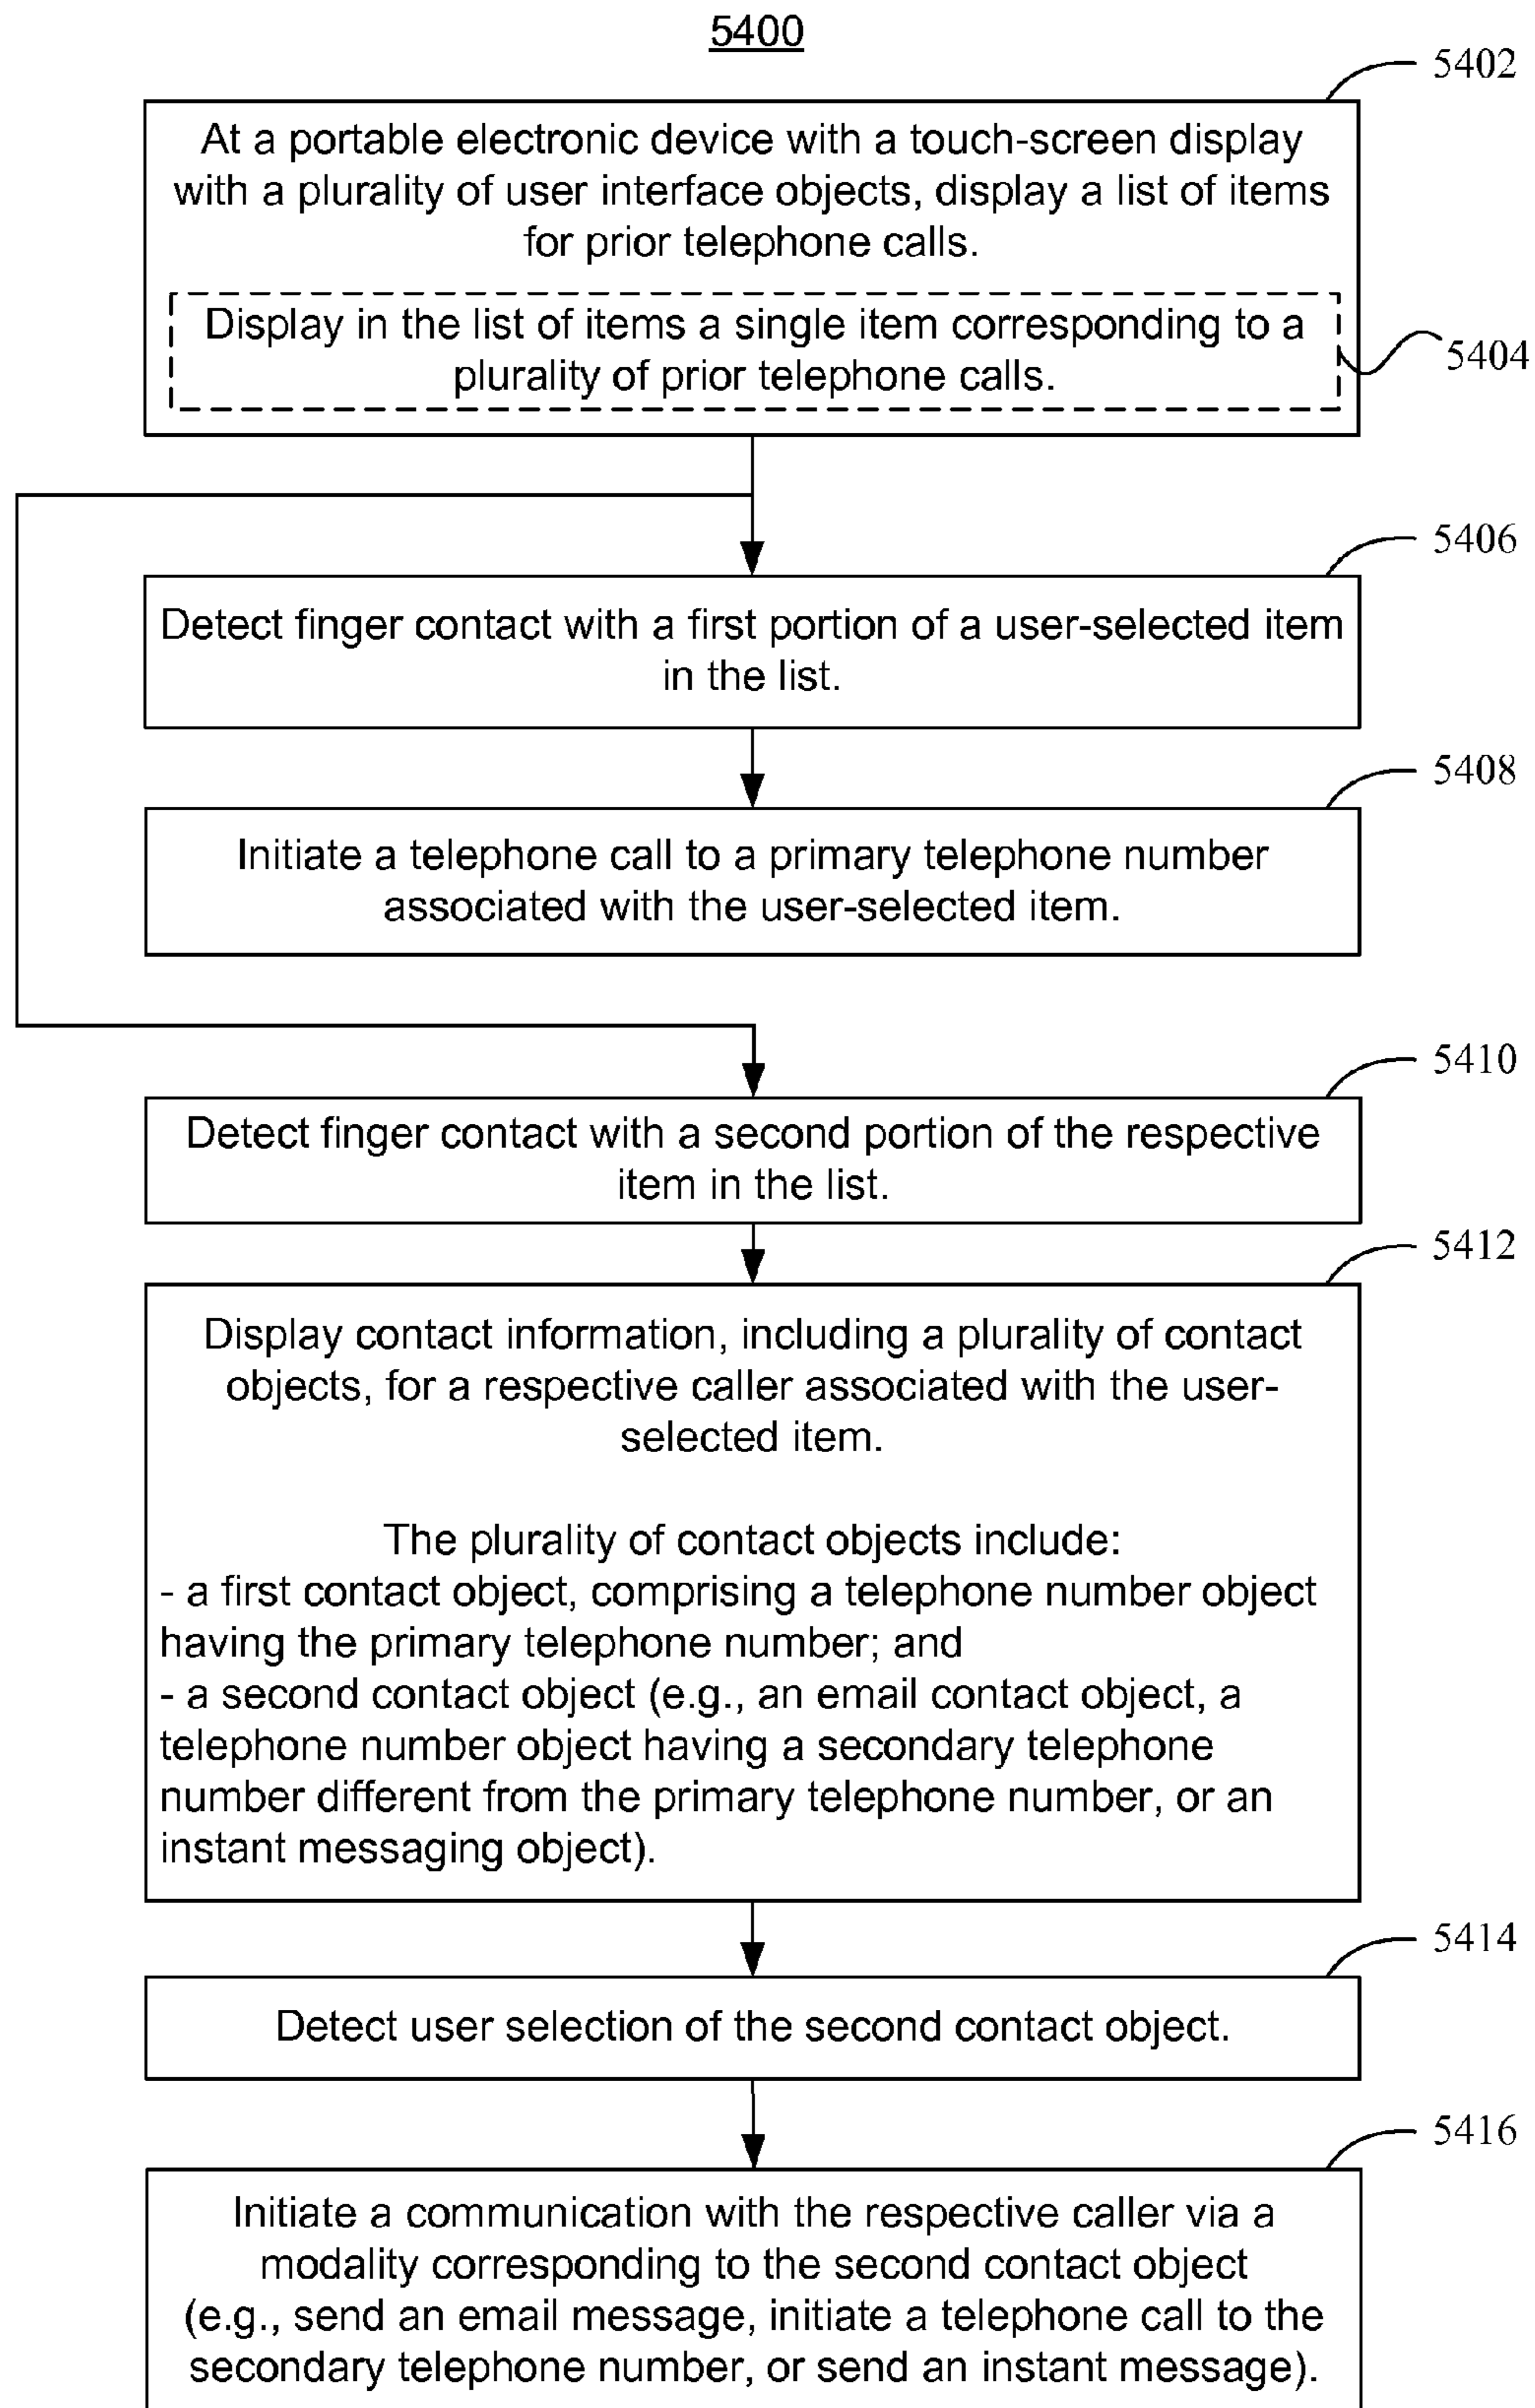 5400
5402
At a portable electronic device with a touch-screen display
with a plurality of user interface objects, display a list of items
for prior telephone calls.
Display in the list of items a single item corresponding to a
plurality of prior telephone calls.
5404
5406
Detect finger contact with a first portion of a user-selected item
in the list.
5408
Initiate a telephone call to a primary telephone number
associated with the user-selected item.
5410
Detect finger contact with a second portion of the respective
item in the list.
5412
Display contact information, including a plurality of contact
objects, for a respective caller associated with the user-
selected item.
The plurality of contact objects include:
- a first contact object, comprising a telephone number object
having the primary telephone number; and
- a second contact object (e.g., an email contact object, a
telephone number object having a secondary telephone
number different from the primary telephone number, or an
instant messaging object).
5414
Detect user selection of the second contact object.
5416
Initiate a communication with the respective caller via a
modality corresponding to the second contact object
(e.g., send an email message, initiate a telephone call to the
secondary telephone number, or send an instant message).